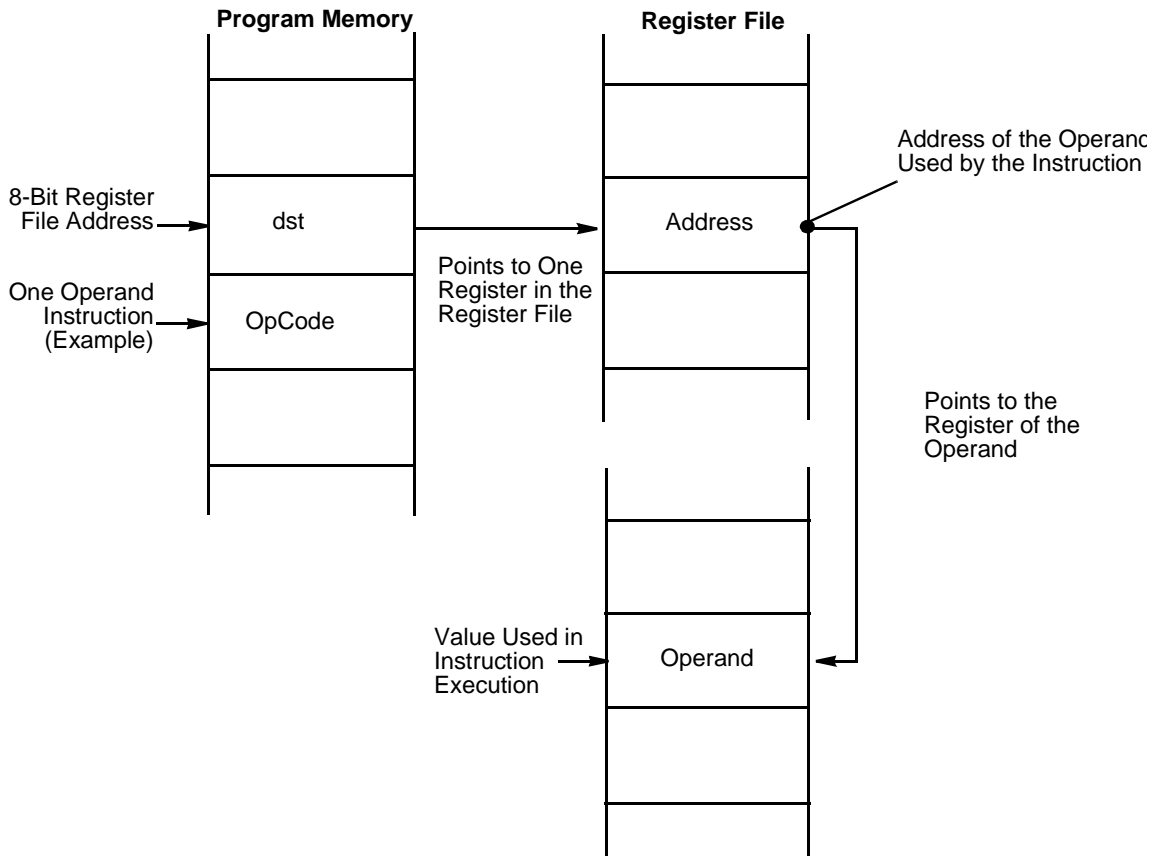 Program Memory
Register File
Address of the Operand
Used by the Instruction
8-Bit Register
File Address
dst
Address
Points to One
Register in the
Register File
One Operand
Instruction
(Example)
OpCode
Points to the
Register of the
Operand
Value Used in
Instruction
Execution
Operand